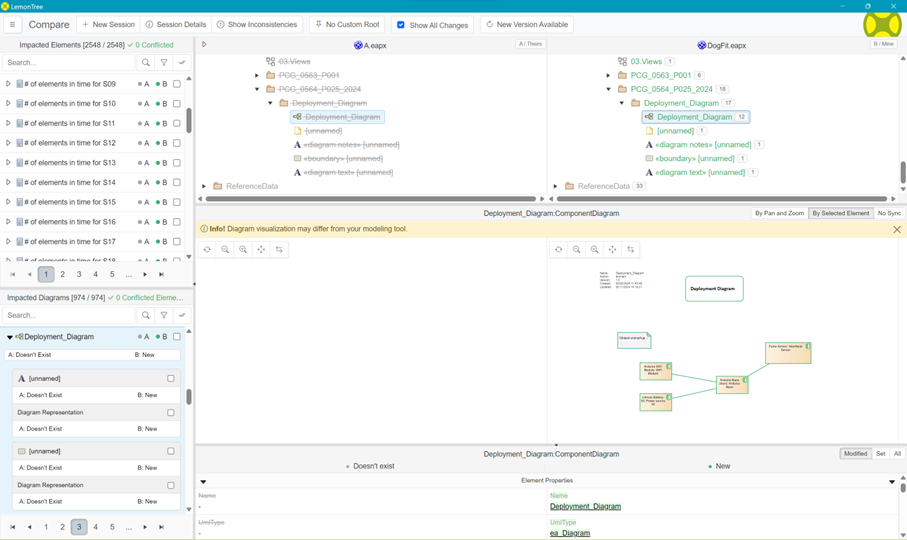 LemonTree
Compare
New Session
Session Details
Show Inconsistencies
No Custom Root
Show All Changes
New Version Available
Impacted Elements [2548 / 2548] 0 Conflicted
Search...
# of elements in time for S09 A B
# of elements in time for S10 A B
# of elements in time for S11 A B
# of elements in time for S12 A B
# of elements in time for S13 A B
# of elements in time for S14 A B
# of elements in time for S15 A B
# of elements in time for S16 A B
# of elements in time for S17 A B
# of elements in time for S18 A B
1 2 3 4 5 ...
Impacted Diagrams [974 / 974] 0 Conflicted Eleme...
Search...
Deployment_Diagram A B
A: Doesn't Exist B: New
[unnamed]
A: Doesn't Exist B: New
Diagram Representation
A: Doesn't Exist B: New
[unnamed]
A: Doesn't Exist B: New
Diagram Representation
A: Doesn't Exist B: New
1 2 3 4 5 ...
A.eapx
A / Theirs
03.Views
PCG_0563_P001
PCG_0564_P025_2024
Deployment_Diagram
Deployment_Diagram
[unnamed]
«diagram notes» [unnamed]
«boundary» [unnamed]
«diagram text» [unnamed]
ReferenceData
DogFit.eapx
B / Mine
03.Views 1
PCG_0563_P001 6
PCG_0564_P025_2024 18
Deployment_Diagram 17
Deployment_Diagram 12
[unnamed] 1
«diagram notes» [unnamed] 1
«boundary» [unnamed] 1
«diagram text» [unnamed] 1
ReferenceData 33
Deployment_Diagram:ComponentDiagram
By Pan and Zoom
By Selected Element
No Sync
Info! Diagram visualization may differ from your modeling tool.
Deployment Diagram
Deployment_Diagram:ComponentDiagram
Modified
Set
All
Doesn't exist
New
Element Properties
Name
-
Name
Deployment_Diagram
UmlType
-
UmlType
ea_Diagram